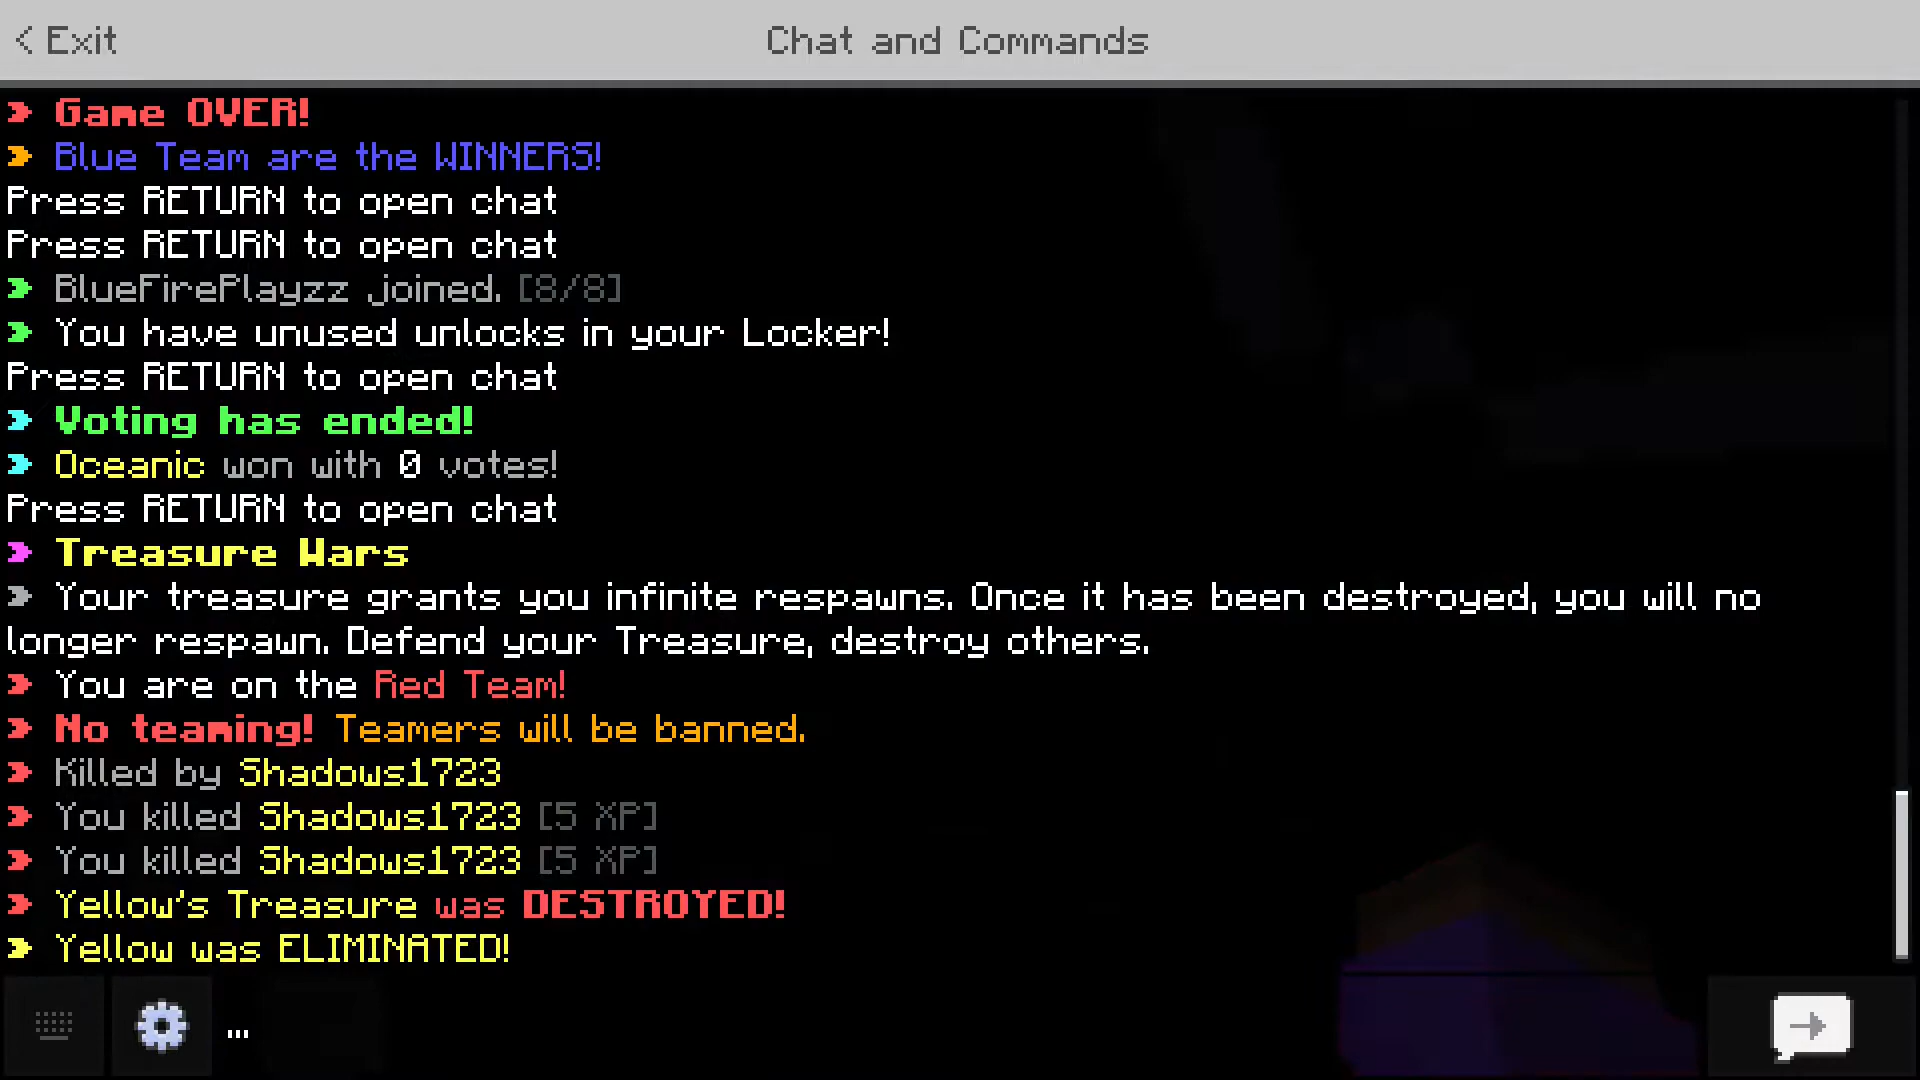 < Exit
Chat and Commands
Game OVER!
Blue Team are the WINNERS!
Press RETURN to open chat
Press RETURN to open chat
BlueFirePlayzz joined. [8/8]
You have unused unlocks in your Locker!
Press RETURN to open chat
Voting has ended!
Oceanic won with 0 votes!
Press RETURN to open chat
Treasure Wars
Your treasure grants you infinite respawns. Once it has been destroyed, you will no
longer respawn. Defend your Treasure, destroy others.
You are on the Red Team!
No teaming! Teamers will be banned.
Killed by Shadows1723
You killed Shadows1723 [5 XP]
You killed Shadows1723 [5 XP]
Yellow's Treasure was DESTROYED!
Yellow was ELIMINATED!
...